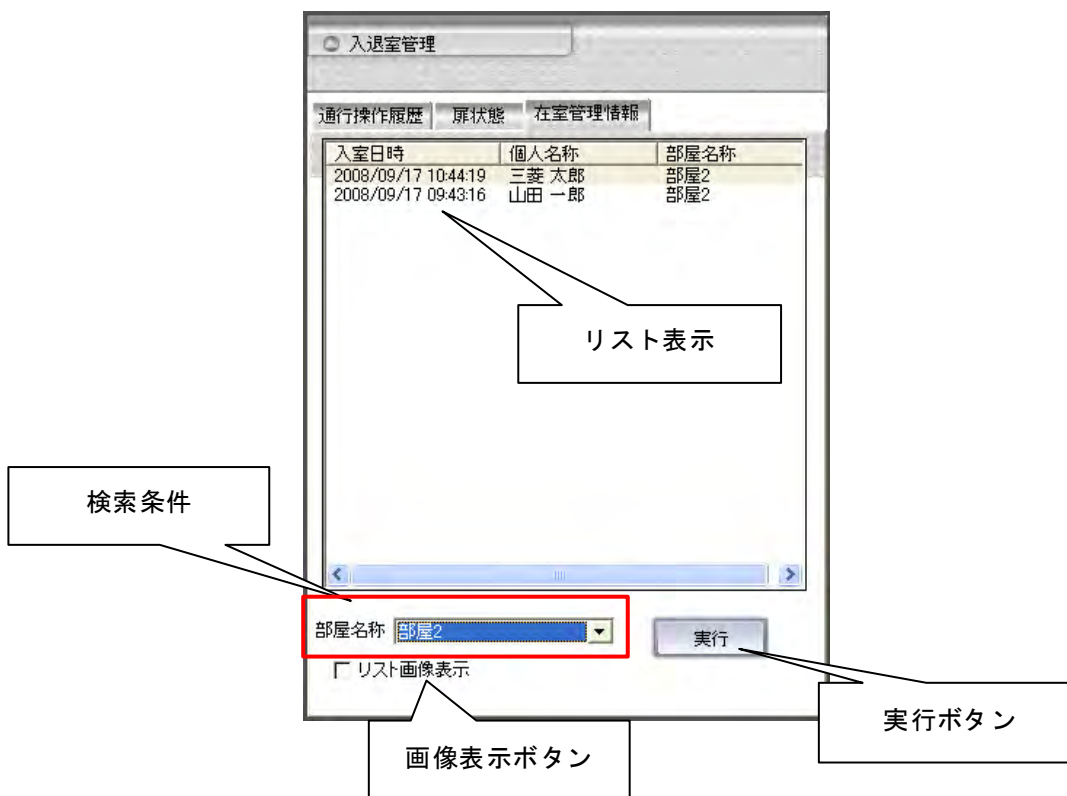 入退室管理
通行操作履歴 扉状態 在室管理情報
入室日時 個人名称 部屋名称
2008/09/17 10:44:19 三菱 太郎 部屋2
2008/09/17 09:43:16 山田 一郎 部屋2
リスト表示
検索条件
部屋名称 部屋2 実行
リスト画像表示
実行ボタン
画像表示ボタン